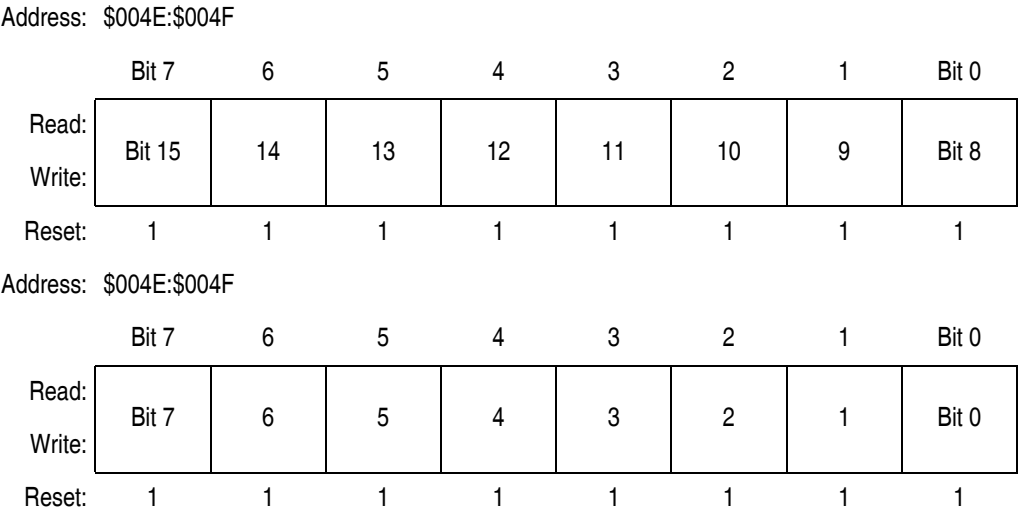 Address: $004E:$004F
Bit 7 6 5 4 3 2 1 Bit 0
Read:
Bit 15 14 13 12 11 10 9 Bit 8
Write:
Reset: 1 1 1 1 1 1 1 1
Address: $004E:$004F
Bit 7 6 5 4 3 2 1 Bit 0
Read:
Bit 7 6 5 4 3 2 1 Bit 0
Write:
Reset: 1 1 1 1 1 1 1 1